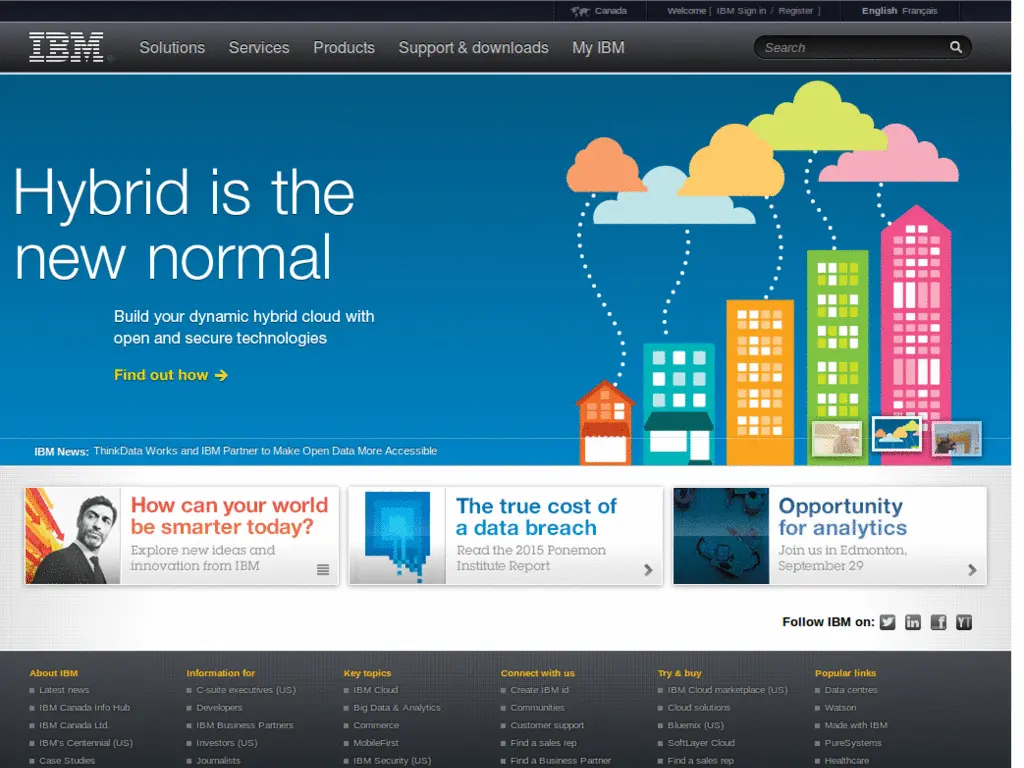 Canada
Welcome [ IBM Sign in / Register ]
English Français
IBM
Solutions Services Products Support & downloads My IBM
Search
Hybrid is the
new normal
Build your dynamic hybrid cloud with
open and secure technologies
Find out how
IBM News: ThinkData Works and IBM Partner to Make Open Data More Accessible
How can your world
be smarter today?
Explore new ideas and
innovation from IBM
The true cost of
a data breach
Read the 2015 Ponemon
Institute Report
Opportunity
for analytics
Join us in Edmonton,
September 29
Follow IBM on:
About IBM
Latest news
IBM Canada Info Hub
IBM Canada Ltd.
IBM's Centennial (US)
Case Studies
Information for
C-suite executives (US)
Developers
IBM Business Partners
Investors (US)
Journalists
Key topics
IBM Cloud
Big Data & Analytics
Commerce
MobileFirst
IBM Security (US)
Connect with us
Create IBM id
Communities
Customer support
Find a sales rep
Find a Business Partner
Try & buy
IBM Cloud marketplace (US)
Cloud solutions
Bluemix (US)
SoftLayer Cloud
Find a sales rep
Popular links
Data centres
Watson
Made with IBM
PureSystems
Healthcare